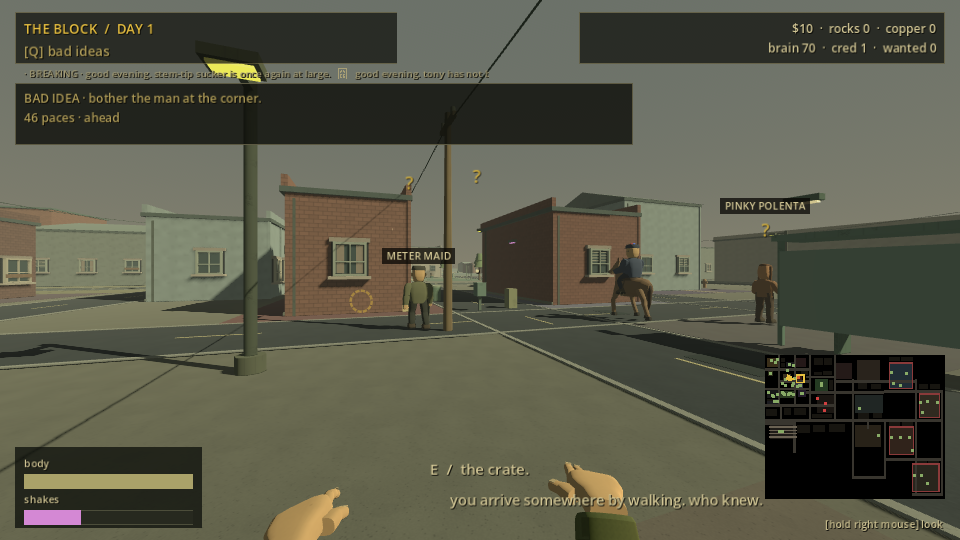 THE BLOCK / DAY 1
[Q] bad ideas
$10 · rocks 0 · copper 0
brain 70 · cred 1 · wanted 0
· BREAKING · good evening. stem-tip sucker is once again at large. good evening. tony has not
BAD IDEA · bother the man at the corner.
46 paces · ahead
?
?
PINKY POLENTA
?
METER MAID
body
shakes
E / the crate.
you arrive somewhere by walking. who knew.
[hold right mouse] look